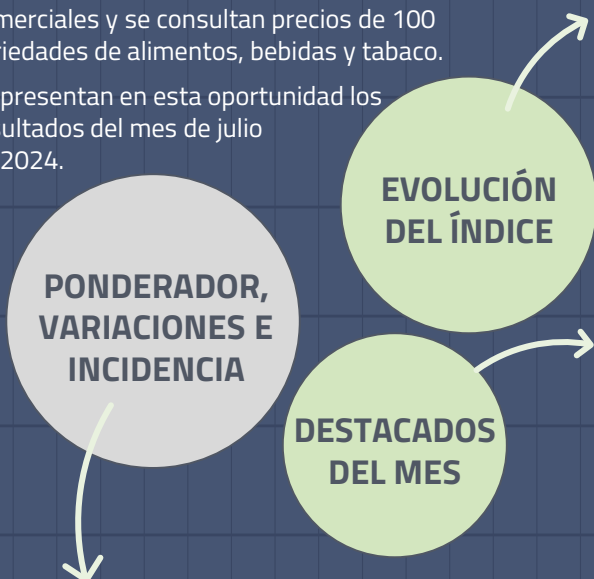 merciales y se consultan precios de 100
riedades de alimentos, bebidas y tabaco.
presentan en esta oportunidad los
ultados del mes de julio
2024.
EVOLUCIÓN
DEL ÍNDICE
PONDERADOR,
VARIACIONES E
INCIDENCIA
DESTACADOS
DEL MES